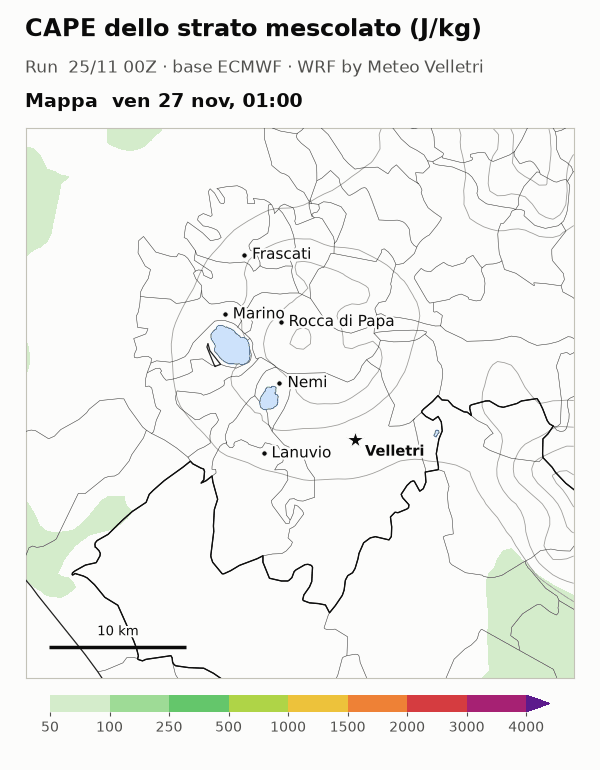 CAPE dello strato mescolato (J/kg)
Run  25/11 00Z · base ECMWF · WRF by Meteo Velletri
Mappa  ven 27 nov, 01:00
Frascati
Marino
Rocca di Papa
Nemi
Velletri
Lanuvio
10 km
50 100 250 500 1000 1500 2000 3000 4000